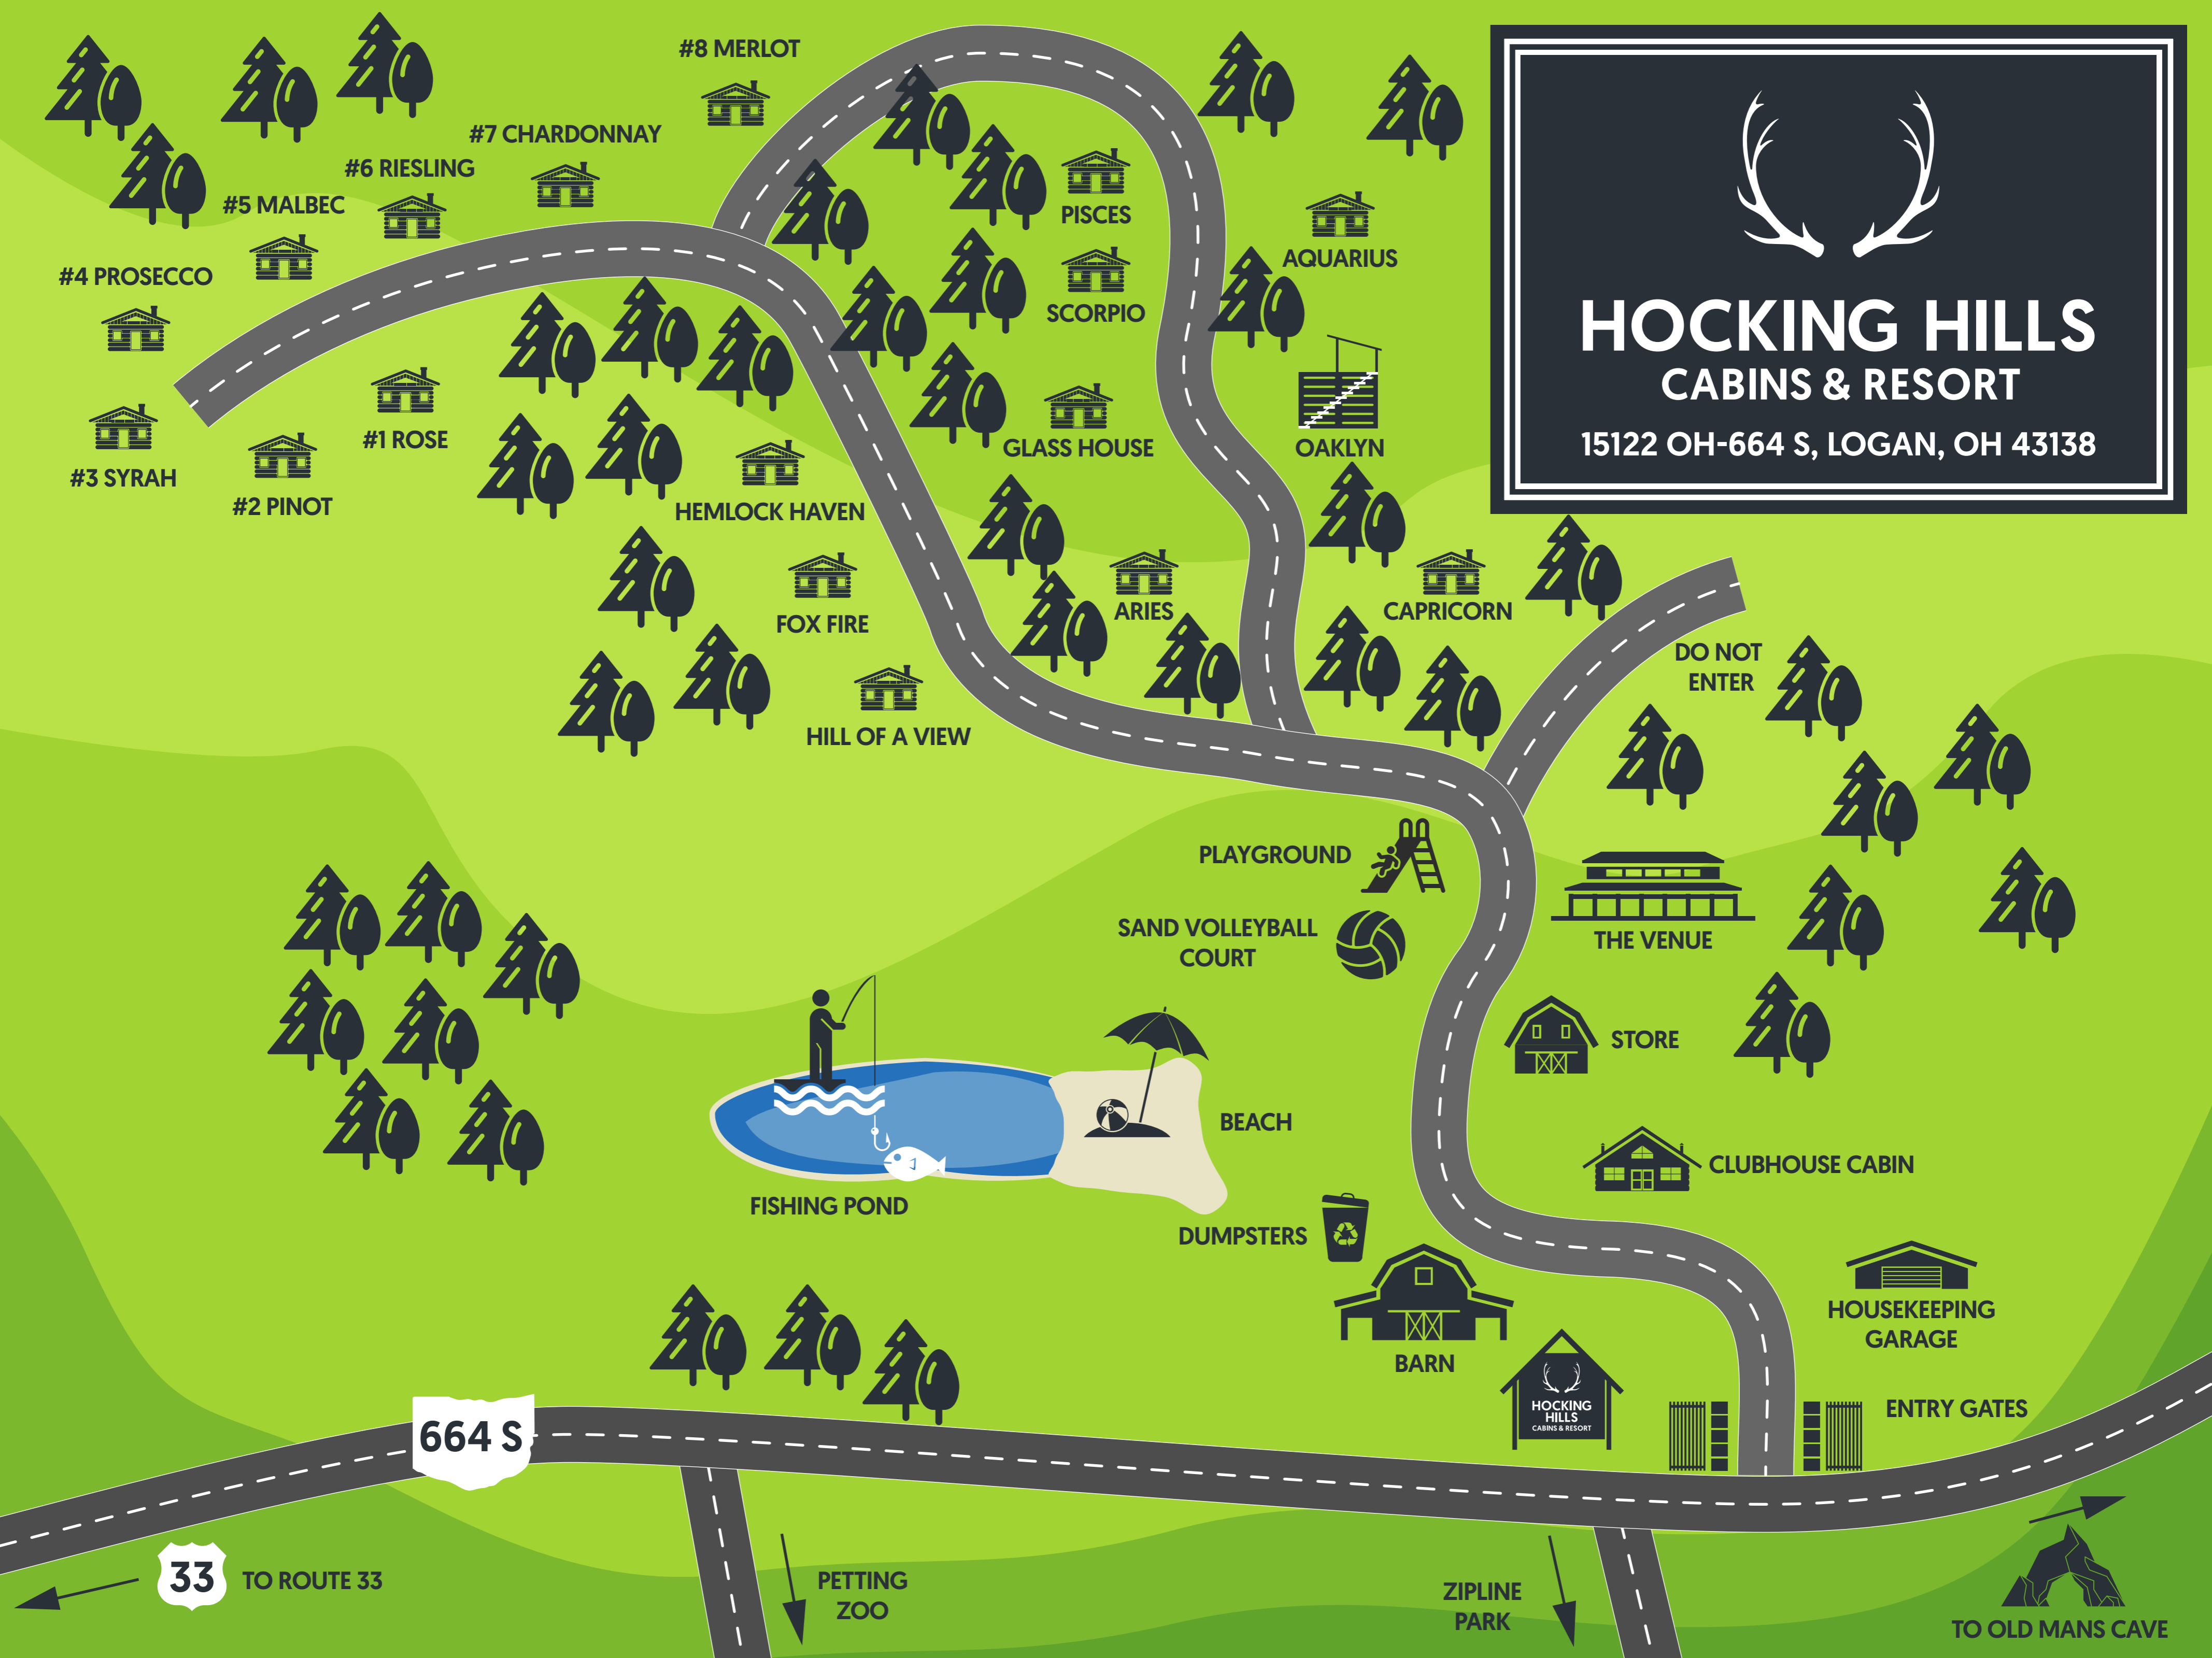 #8 MERLOT
#7 CHARDONNAY
#6 RIESLING
#5 MALBEC
#4 PROSECCO
#3 SYRAH
#2 PINOT
#1 ROSE
PISCES
SCORPIO
AQUARIUS
GLASS HOUSE
OAKLYN
HEMLOCK HAVEN
FOX FIRE
HILL OF A VIEW
ARIES
CAPRICORN
HOCKING HILLS
CABINS & RESORT
15122 OH-664 S, LOGAN, OH 43138
DO NOT
ENTER
PLAYGROUND
SAND VOLLEYBALL
COURT
THE VENUE
STORE
BEACH
CLUBHOUSE CABIN
FISHING POND
DUMPSTERS
BARN
HOUSEKEEPING
GARAGE
HOCKING
HILLS
CABINS & RESORT
ENTRY GATES
664 S
33
TO ROUTE 33
PETTING
ZOO
ZIPLINE
PARK
TO OLD MANS CAVE